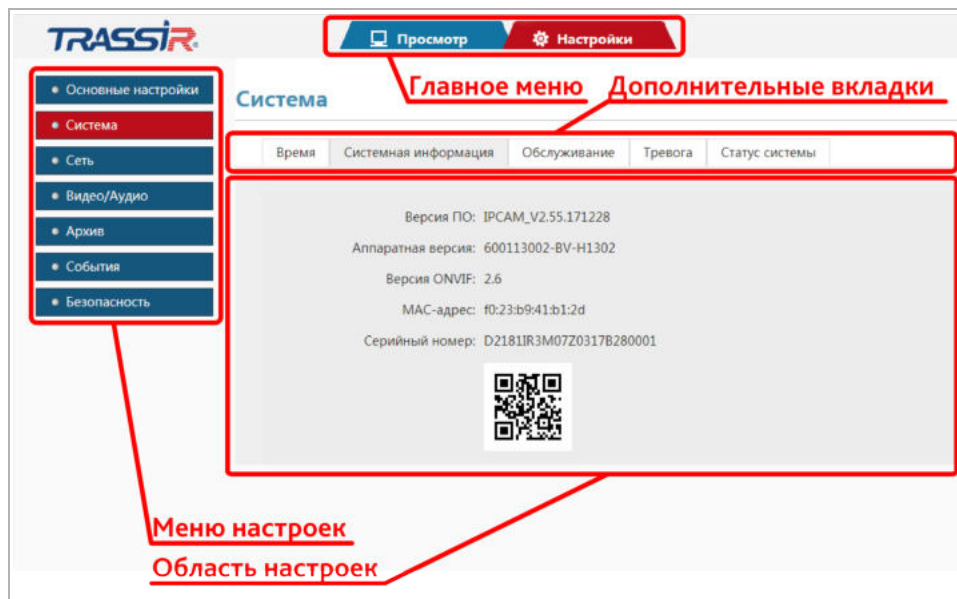 TRASSIR
Просмотр
Настройки
Главное меню
Дополнительные вкладки
Основные настройки
Система
Сеть
Видео/Аудио
Архив
События
Безопасность
Система
Время
Системная информация
Обслуживание
Тревога
Статус системы
Версия ПО: IPCAM_V2.55.171228
Аппаратная версия: 600113002-BV-H1302
Версия ONVIF: 2.6
MAC-адрес: f0:23:b9:41:b1:2d
Серийный номер: D2181IR3M07Z0317B280001
Меню настроек
Область настроек